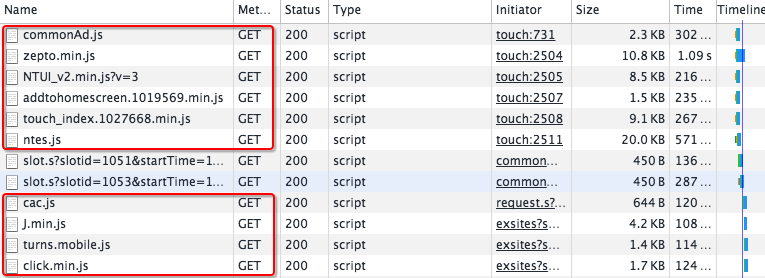 Name Met... Status Type Initiator Size Time Timeline
commonAd.js GET 200 script touch:731 2.3 KB 302 ...
zepto.min.js GET 200 script touch:2504 10.8 KB 1.09 s
NTUI_v2.min.js?v=3 GET 200 script touch:2505 8.5 KB 216 ...
addtohomescreen.1019569.min.js GET 200 script touch:2507 1.5 KB 235 ...
touch_index.1027668.min.js GET 200 script touch:2508 9.1 KB 267 ...
ntes.js GET 200 script touch:2511 20.0 KB 571 ...
slot.s?slotid=1051&startTime=1... GET 200 script common... 450 B 136 ...
slot.s?slotid=1053&startTime=1... GET 200 script common... 450 B 287 ...
cac.js GET 200 script request.s?... 644 B 120 ...
J.min.js GET 200 script exsites?s... 4.2 KB 108 ...
turns.mobile.js GET 200 script exsites?s... 1.4 KB 114 ...
click.min.js GET 200 script exsites?s... 1.7 KB 124 ...